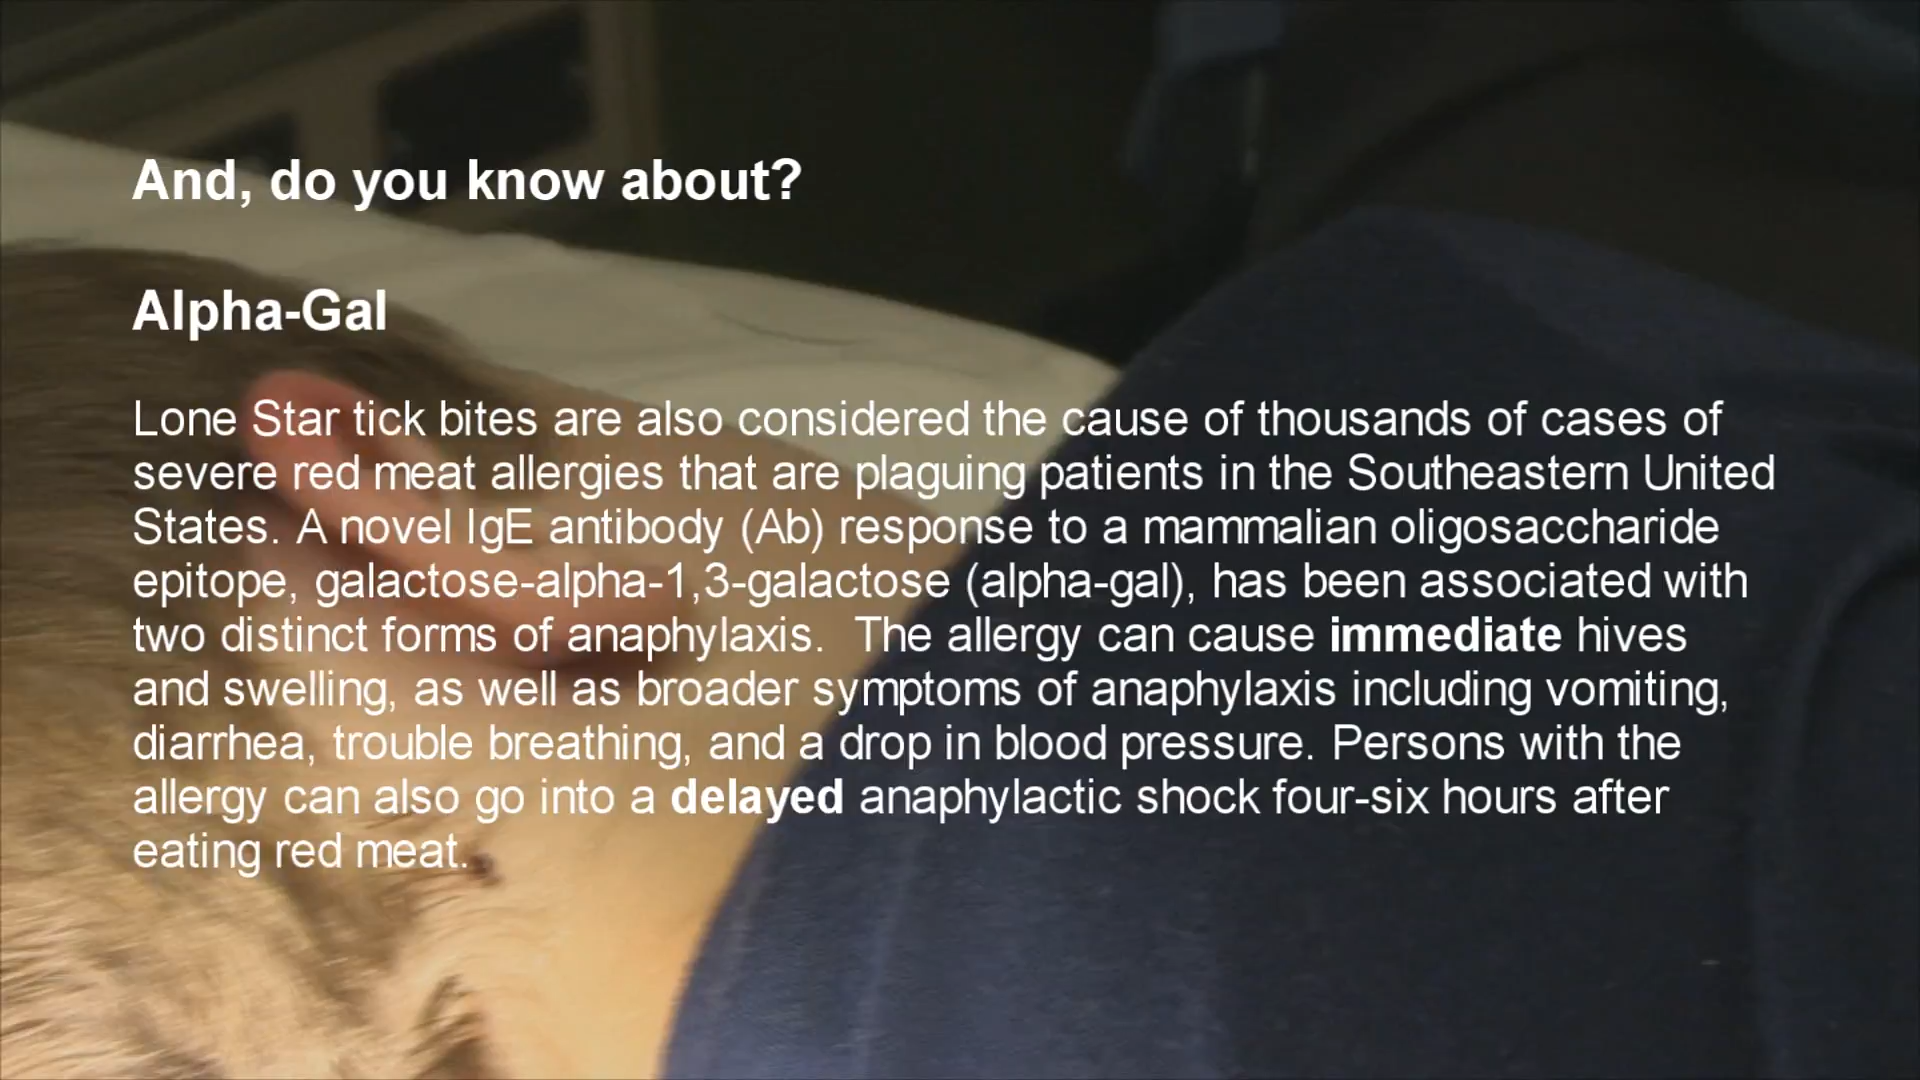 And, do you know about?
Alpha-Gal
Lone Star tick bites are also considered the cause of thousands of cases of
severe red meat allergies that are plaguing patients in the Southeastern United
States. A novel IgE antibody (Ab) response to a mammalian oligosaccharide
epitope, galactose-alpha-1,3-galactose (alpha-gal), has been associated with
two distinct forms of anaphylaxis. The allergy can cause immediate hives
and swelling, as well as broader symptoms of anaphylaxis including vomiting,
diarrhea, trouble breathing, and a drop in blood pressure. Persons with the
allergy can also go into a delayed anaphylactic shock four-six hours after
eating red meat.